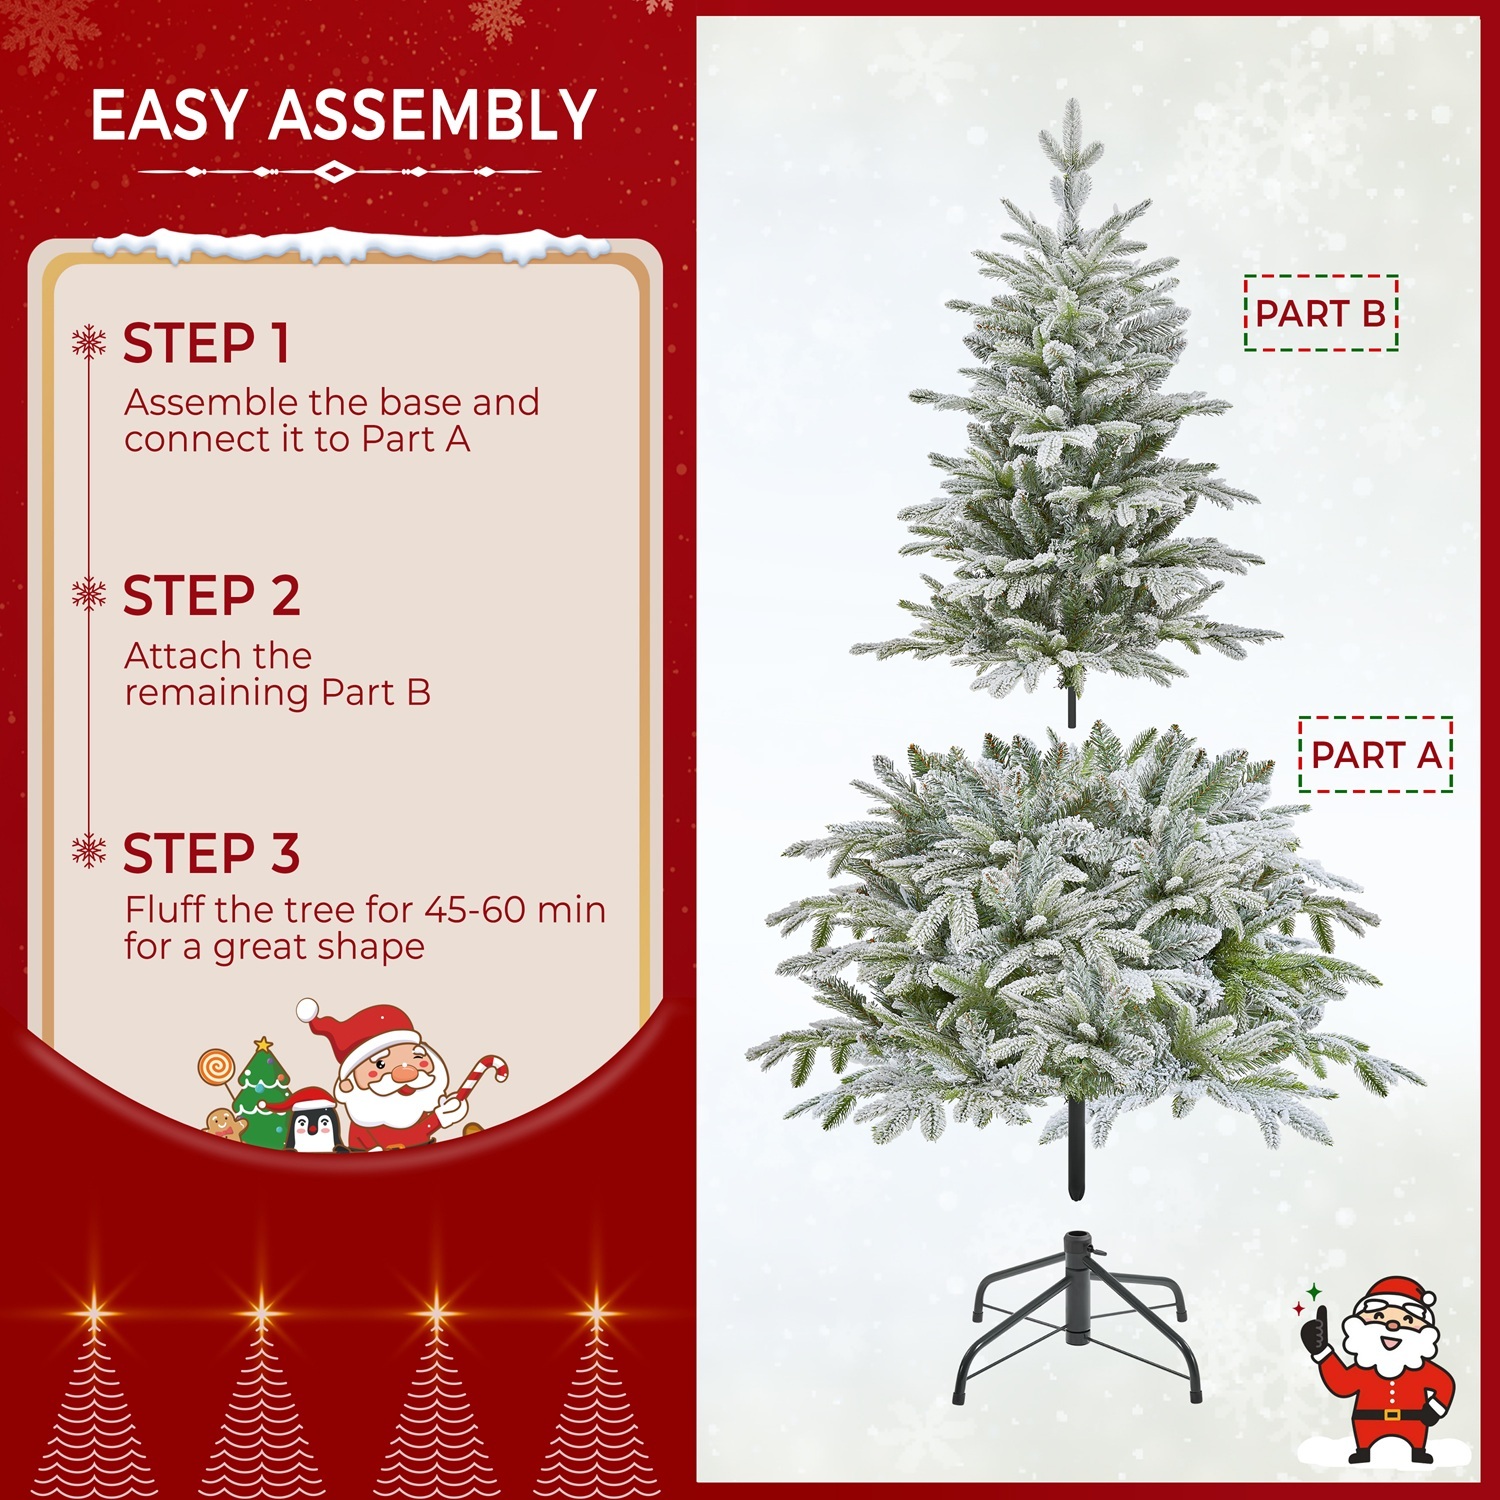 EASY ASSEMBLY
STEP 1
Assemble the base and
connect it to Part A
STEP 2
Attach the
remaining Part B
STEP 3
Fluff the tree for 45-60 min
for a great shape
PART B
PART A